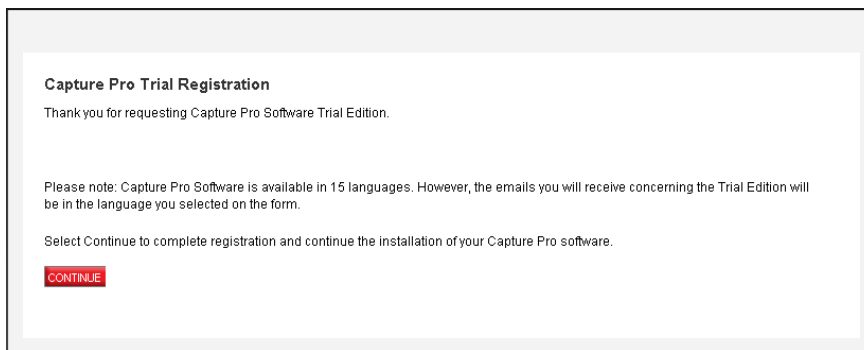 Capture Pro Trial Registration
Thank you for requesting Capture Pro Software Trial Edition.
Please note: Capture Pro Software is available in 15 languages. However, the emails you will receive concerning the Trial Edition will
be in the language you selected on the form.
Select Continue to complete registration and continue the installation of your Capture Pro software.
CONTINUE